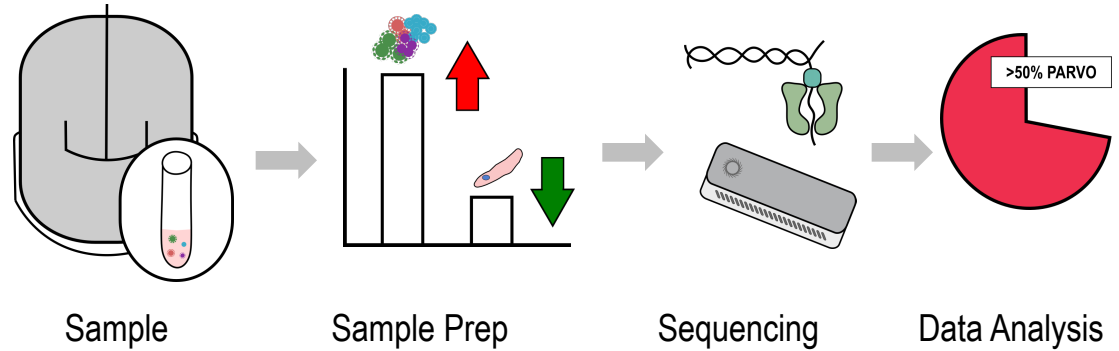 >50% PARVO
Sample
Sample Prep
Sequencing
Data Analysis